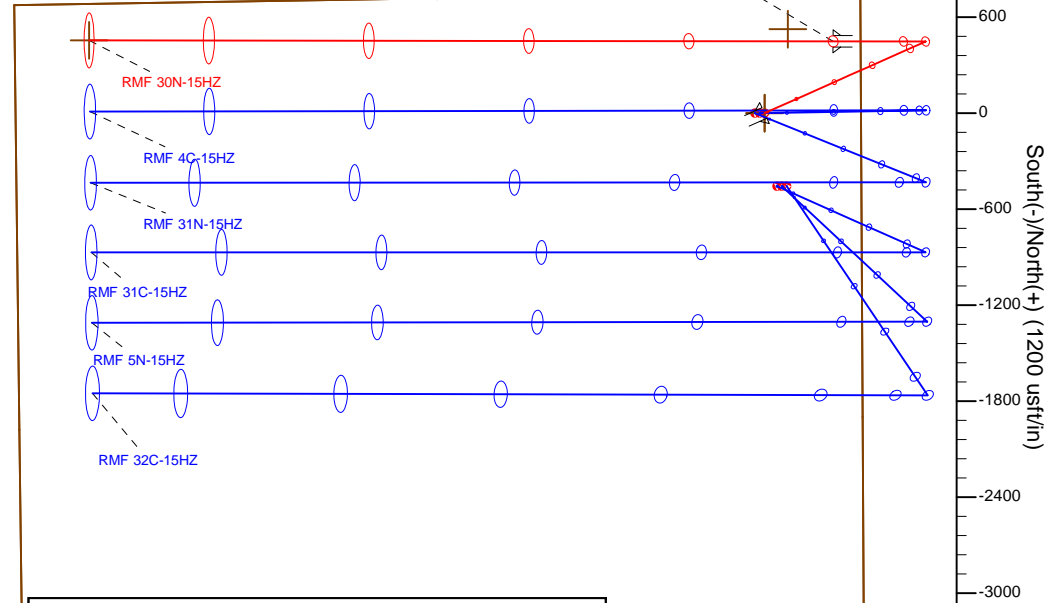 600
RMF 30N-15HZ
0
RMF 4C-15HZ
RMF 31N-15HZ
-600
RMF 31C-15HZ
-1200
RMF 5N-15HZ
-1800
RMF 32C-15HZ
-2400
-3000
South(-)/North(+) (1200 usft/in)